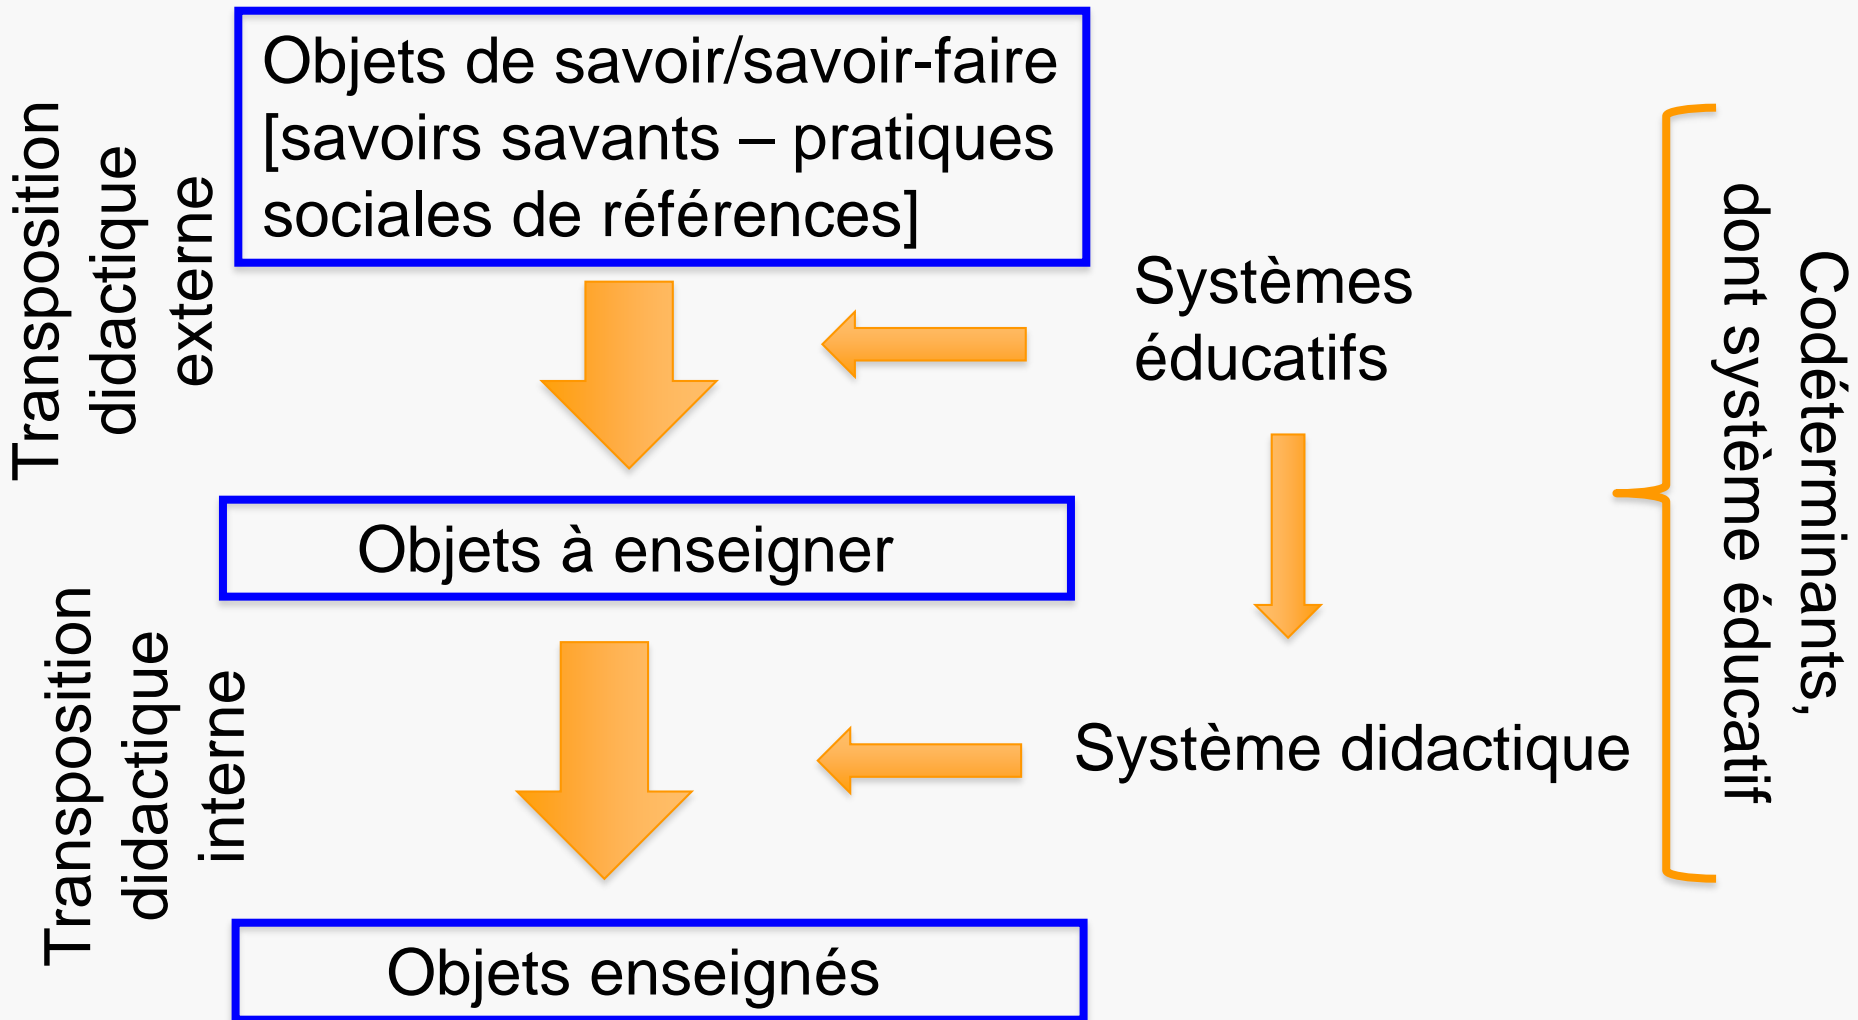 Objets de savoir/savoir-faire
[savoirs savants – pratiques
sociales de références]
Transposition
didactique
externe
Systèmes
éducatifs
Codéterminants,
dont système éducatif
Objets à enseigner
Transposition
didactique
interne
Système didactique
Objets enseignés